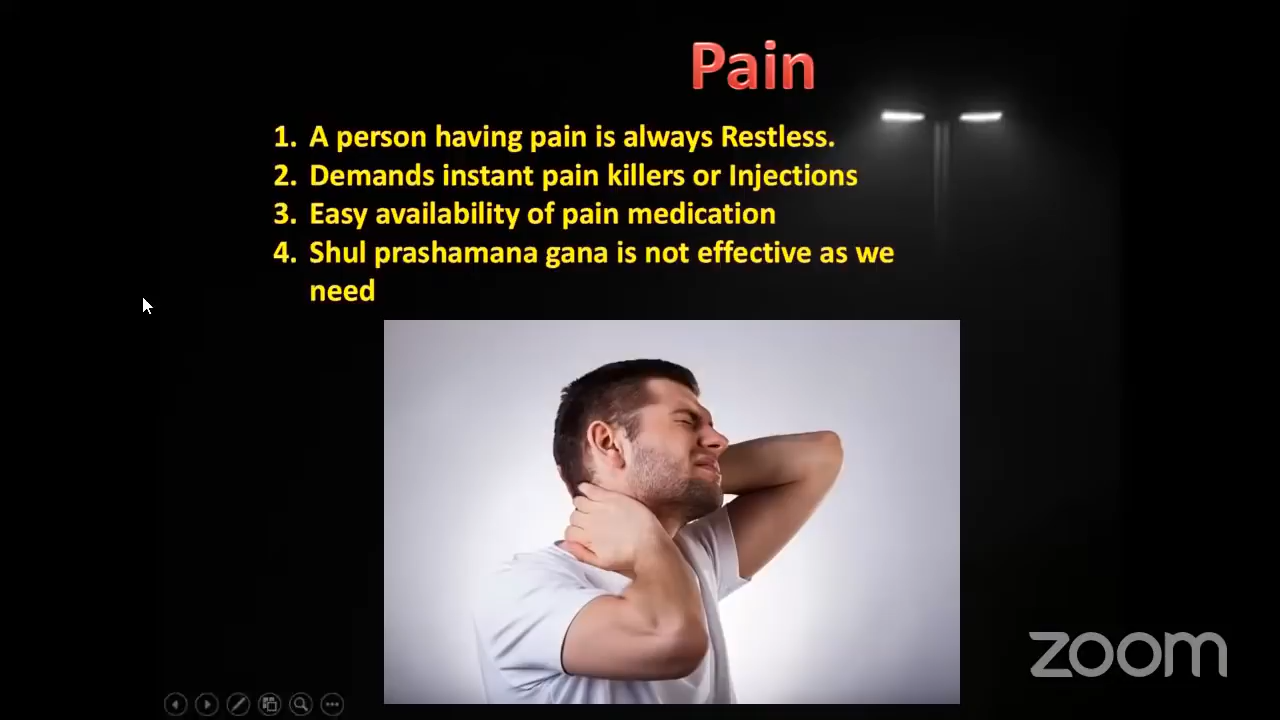 Pain
1. A person having pain is always Restless.
2. Demands instant pain killers or Injections
3. Easy availability of pain medication
4. Shul prashamana gana is not effective as we
need
zoom